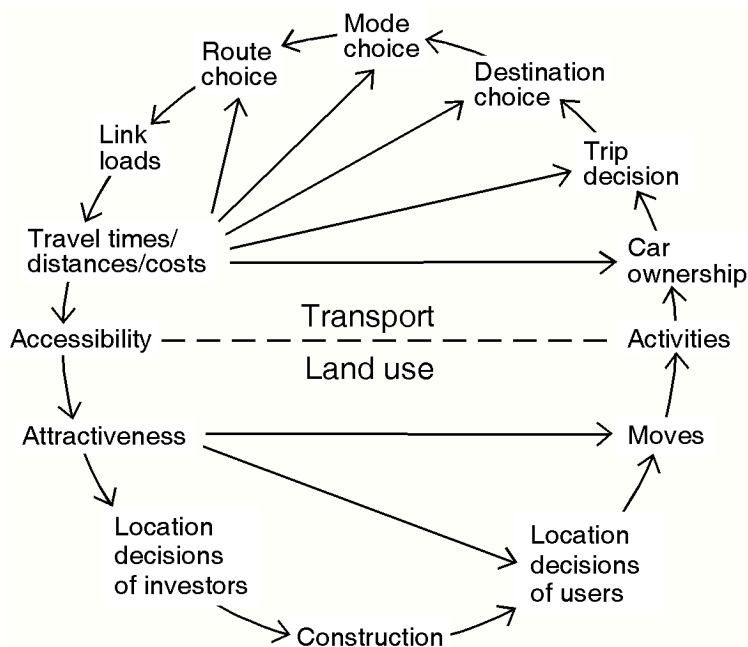 Mode
choice
Route
choice
Destination
choice
Link
loads
Trip
decision
Travel times/
distances/costs
Car
ownership
Transport
Accessibility
Activities
Land use
Attractiveness
Moves
Location
decisions
of investors
Location
decisions
of users
Construction